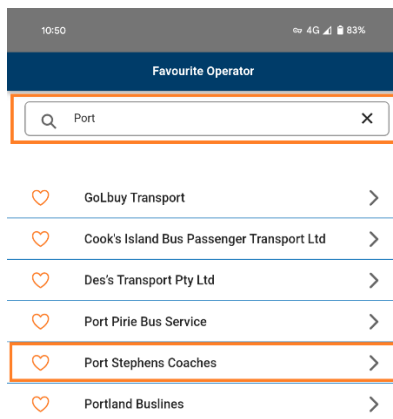 10:50 4G 83%
Favourite Operator
Port
GoLbuy Transport
Cook's Island Bus Passenger Transport Ltd
Des's Transport Pty Ltd
Port Pirie Bus Service
Port Stephens Coaches
Portland Buslines